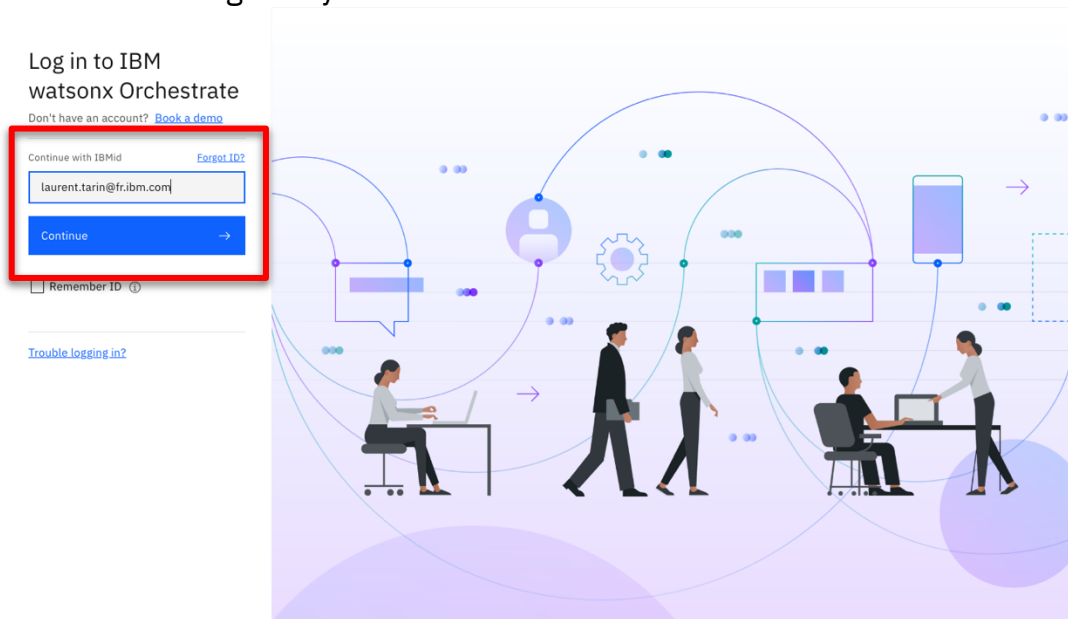 Log in to IBM
watsonx Orchestrate
Don't have an account? Book a demo
Continue with IBMid Forgot ID?
laurent.tarin@fr.ibm.com
Continue
Remember ID
Trouble logging in?